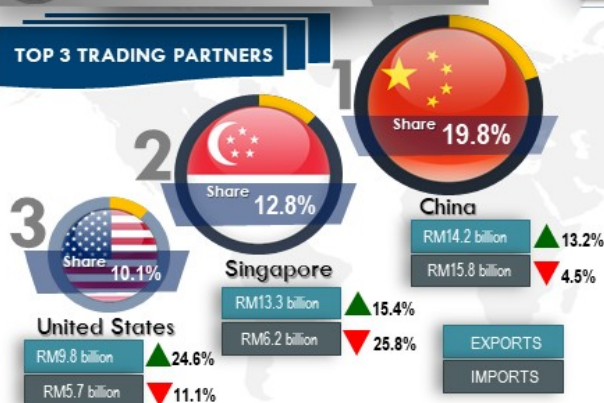 TOP 3 TRADING PARTNERS
1
Share 19.8%
China
RM14.2 billion 13.2%
RM15.8 billion 4.5%
2
Share 12.8%
Singapore
RM13.3 billion 15.4%
RM6.2 billion 25.8%
3
Share 10.1%
United States
RM9.8 billion 24.6%
RM5.7 billion 11.1%
EXPORTS
IMPORTS